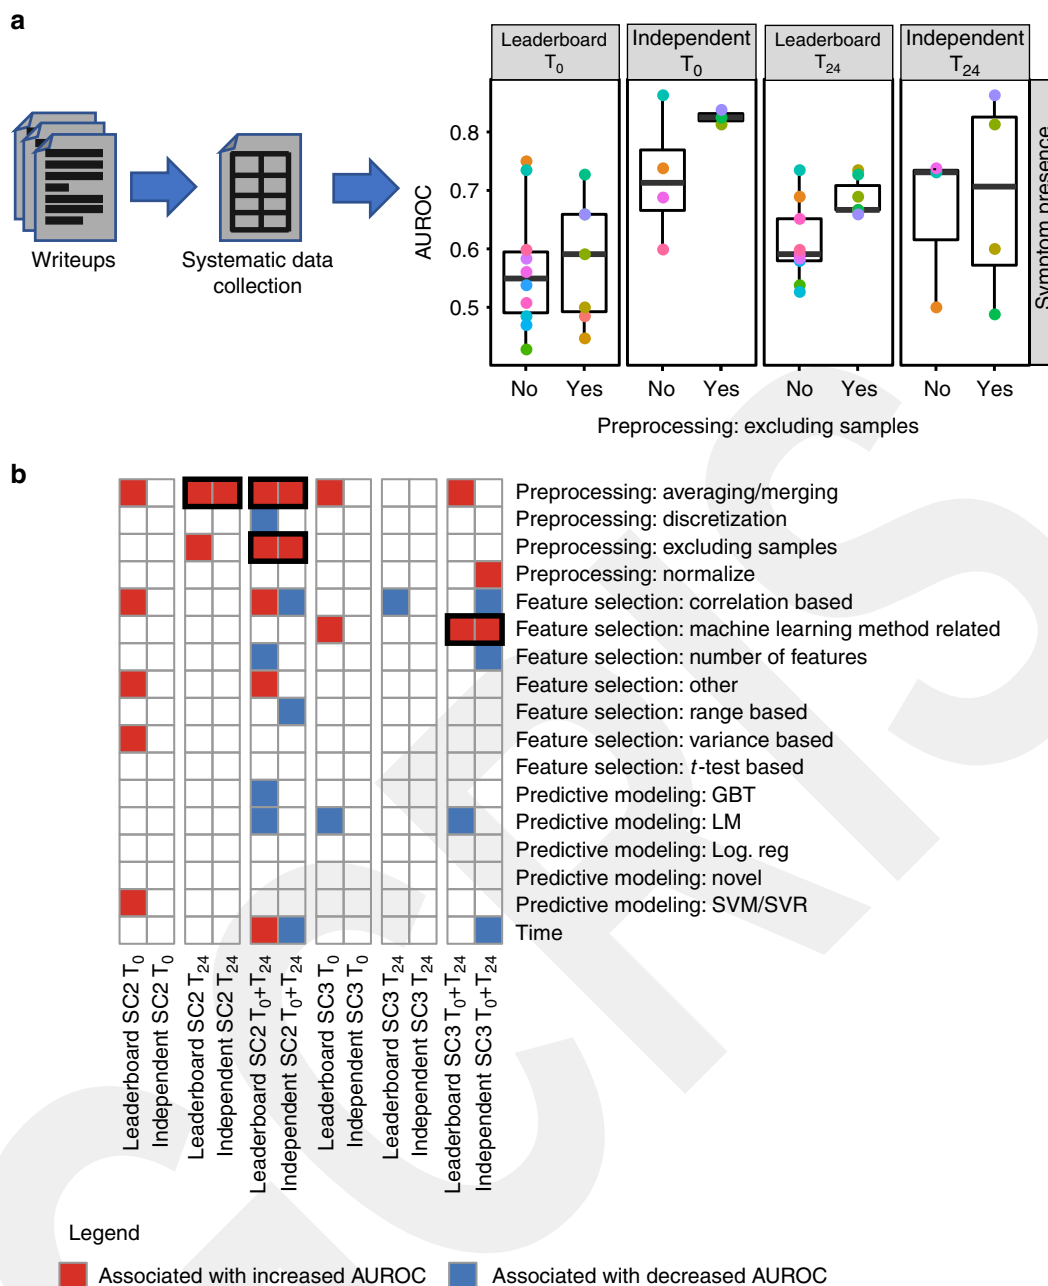 a
Leaderboard
T0
Independent
T0
Leaderboard
T24
Independent
T24
AUROC
0.8
0.7
0.6
0.5
Symptom presence
No
Yes
No
Yes
No
Yes
No
Yes
Preprocessing: excluding samples
Writeups
Systematic data
collection
b
Preprocessing: averaging/merging
Preprocessing: discretization
Preprocessing: excluding samples
Preprocessing: normalize
Feature selection: correlation based
Feature selection: machine learning method related
Feature selection: number of features
Feature selection: other
Feature selection: range based
Feature selection: variance based
Feature selection: t-test based
Predictive modeling: GBT
Predictive modeling: LM
Predictive modeling: Log. reg
Predictive modeling: novel
Predictive modeling: SVM/SVR
Time
Leaderboard SC2 T0
Independent SC2 T0
Leaderboard SC2 T24
Independent SC2 T24
Leaderboard SC2 T0+T24
Independent SC2 T0+T24
Leaderboard SC3 T0
Independent SC3 T0
Leaderboard SC3 T24
Independent SC3 T24
Leaderboard SC3 T0+T24
Independent SC3 T0+T24
Legend
Associated with increased AUROC
Associated with decreased AUROC